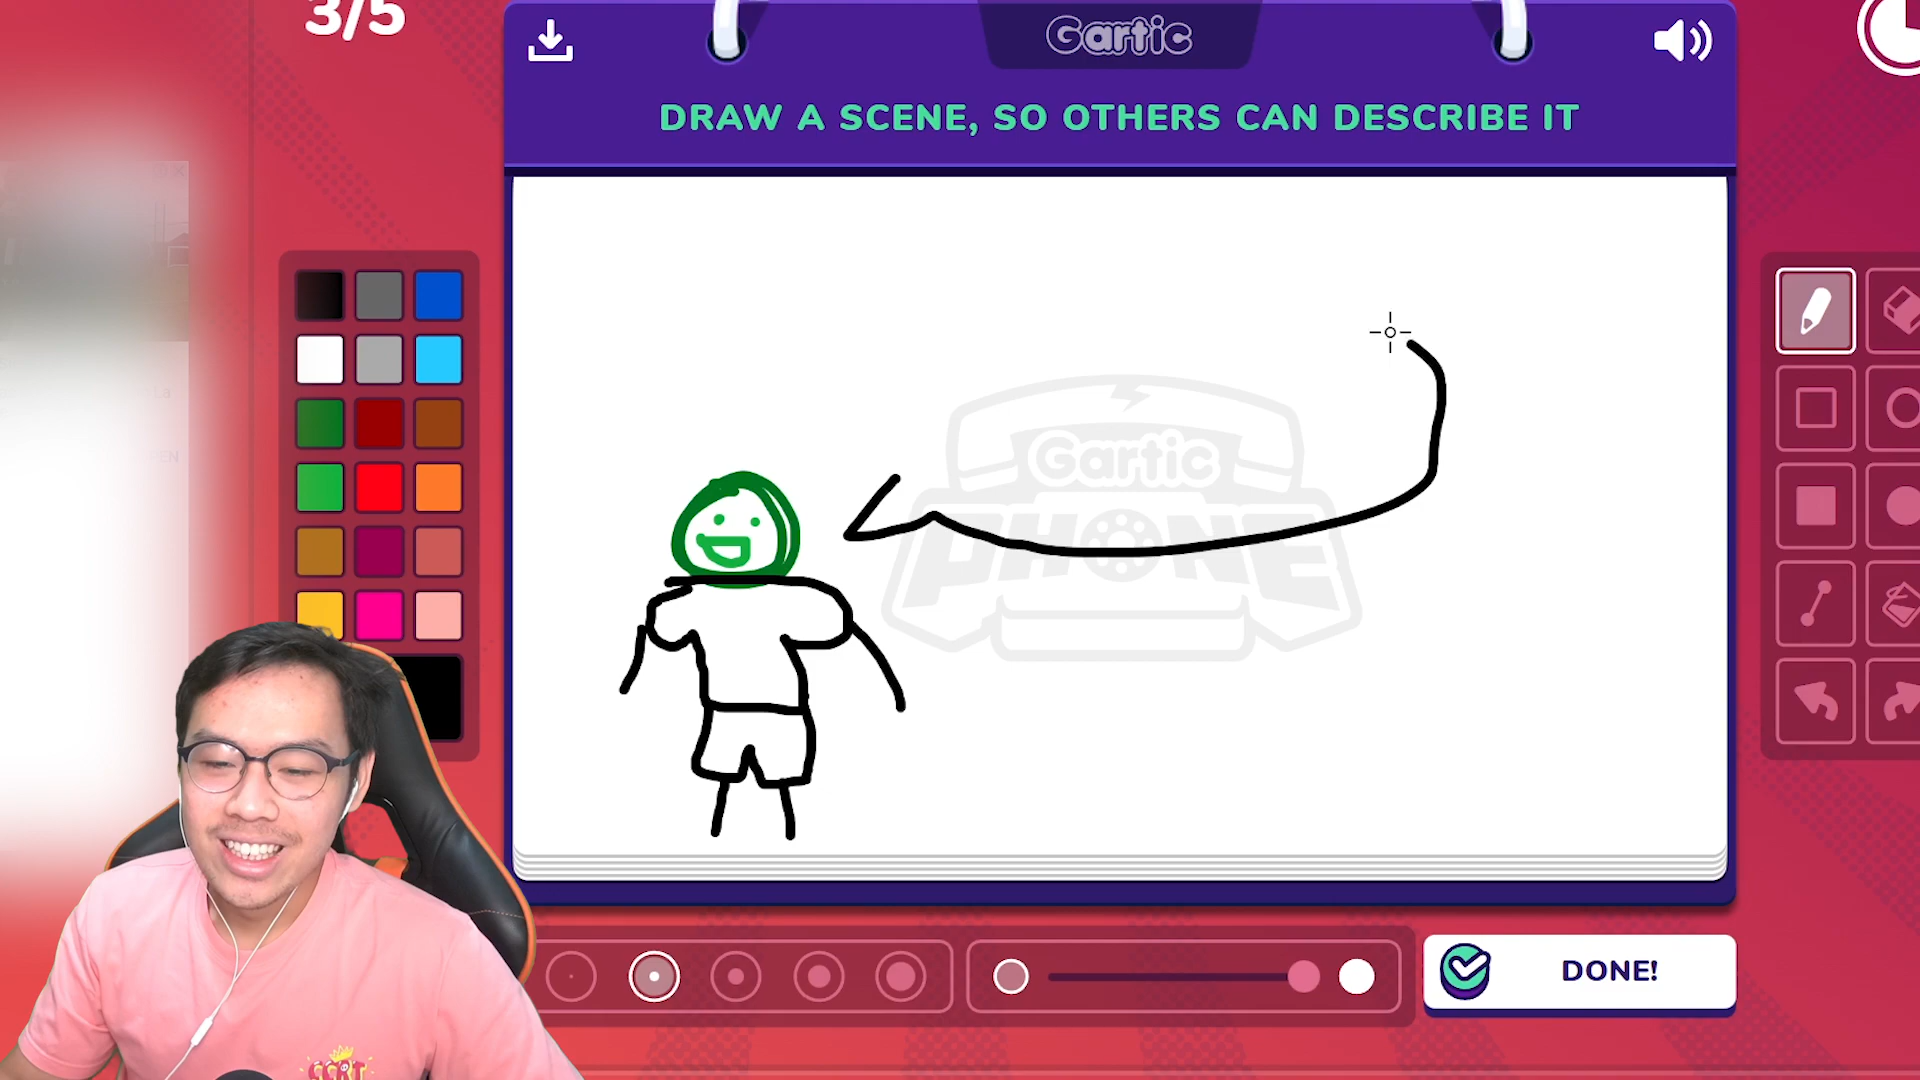 3/5
Gartic
DRAW A SCENE, SO OTHERS CAN DESCRIBE IT
Gartic
PHONE
DONE!